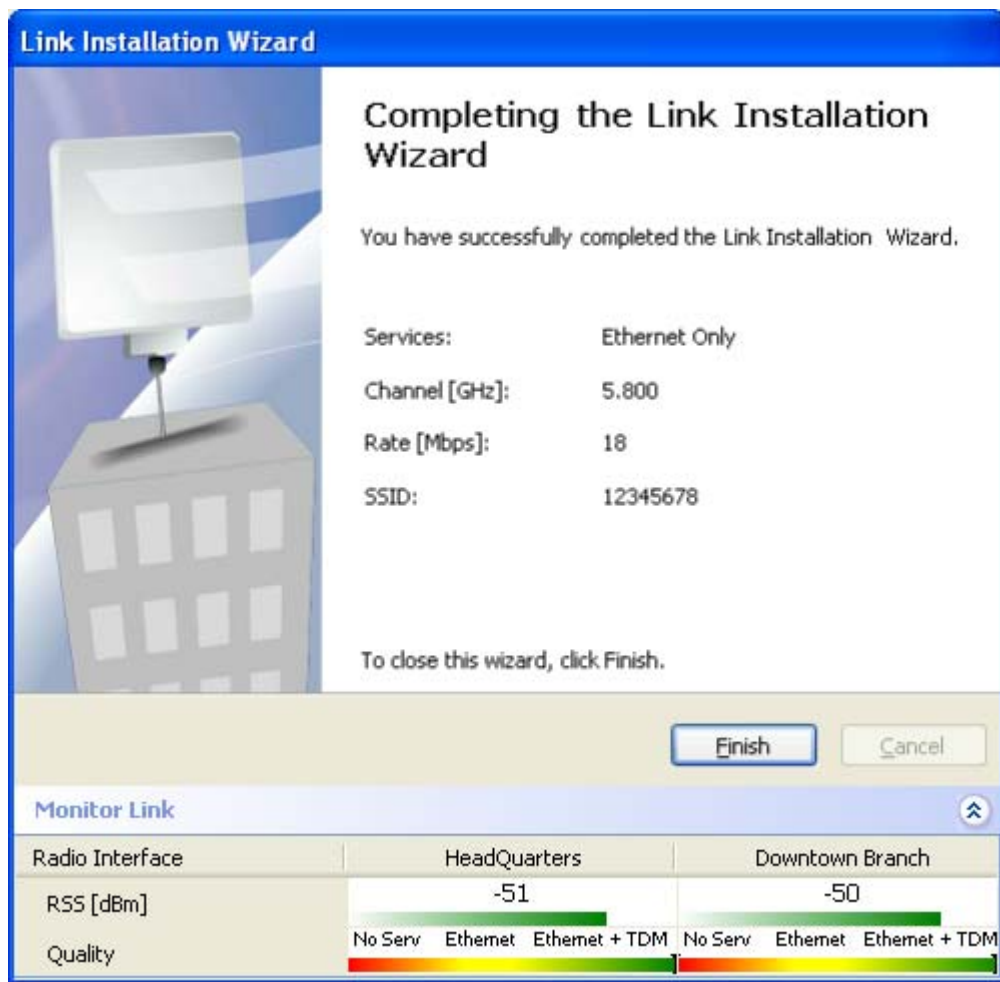 Link Installation Wizard
Completing the Link Installation
Wizard
You have successfully completed the Link Installation Wizard.
Services: Ethernet Only
Channel [GHz]: 5.800
Rate [Mbps]: 18
SSID: 12345678
To close this wizard, click Finish.
Finish Cancel
Monitor Link
Radio Interface HeadQuarters Downtown Branch
RSS [dBm] -51 -50
Quality No Serv Ethernet Ethernet + TDM No Serv Ethernet Ethernet + TDM